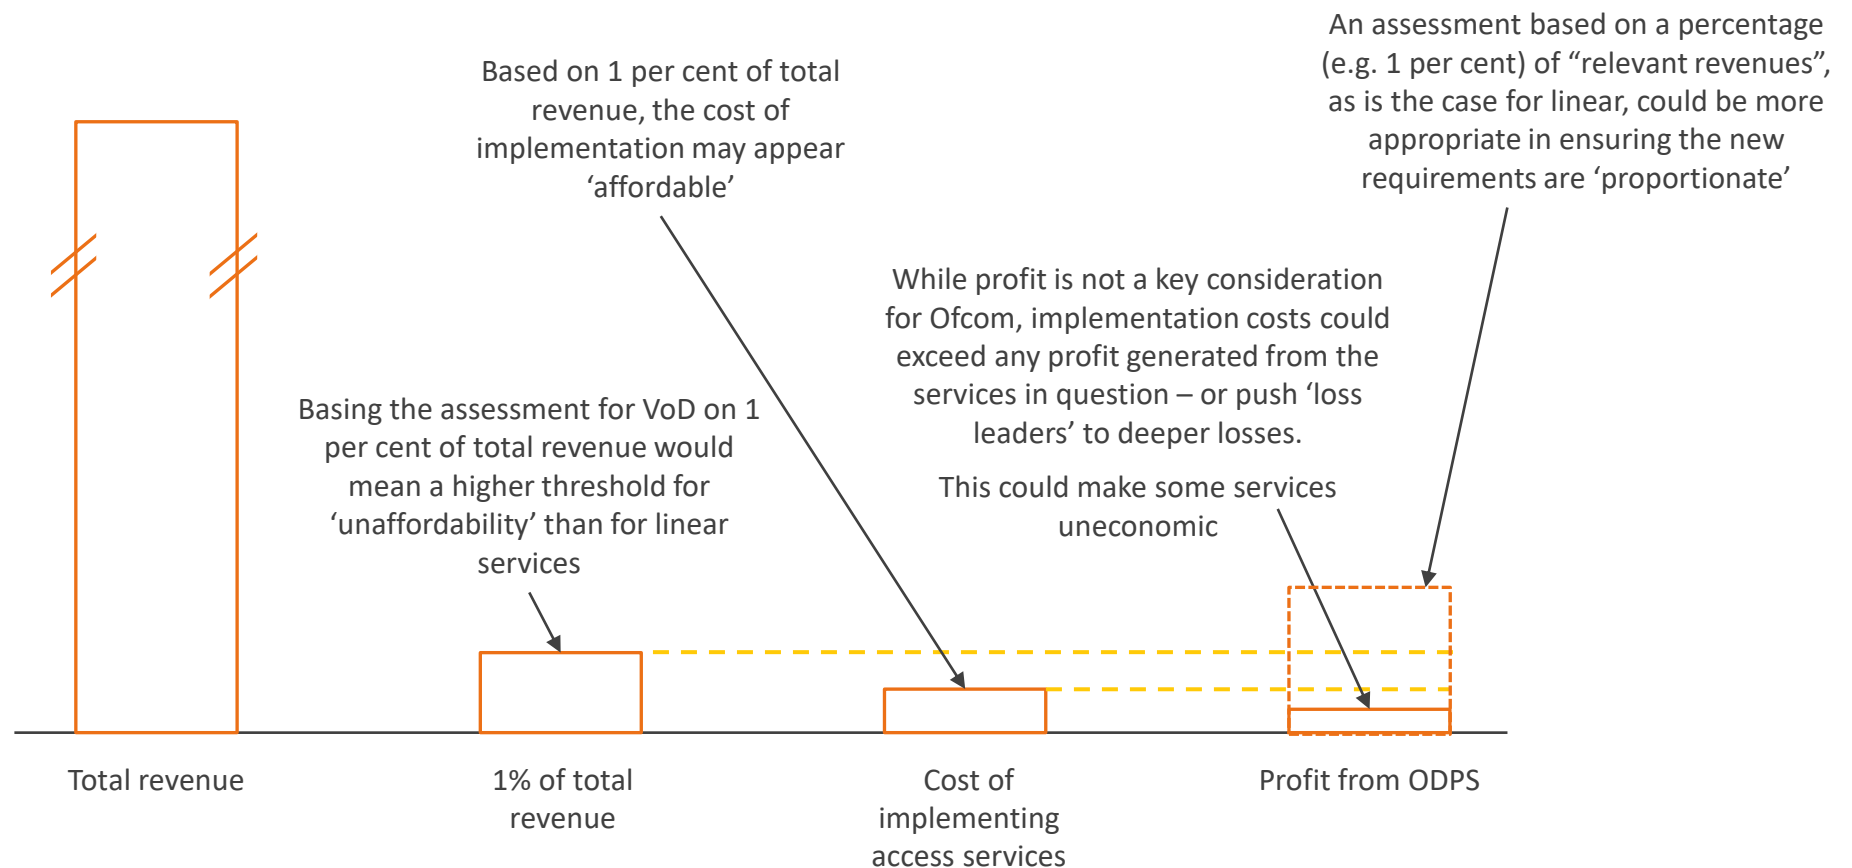 An assessment based on a percentage
(e.g. 1 per cent) of “relevant revenues”,
as is the case for linear, could be more
appropriate in ensuring the new
requirements are ‘proportionate’
Based on 1 per cent of total
revenue, the cost of
implementation may appear
‘affordable’
While profit is not a key consideration
for Ofcom, implementation costs could
exceed any profit generated from the
services in question – or push ‘loss
leaders’ to deeper losses.
This could make some services
uneconomic
Basing the assessment for VoD on 1
per cent of total revenue would
mean a higher threshold for
‘unaffordability’ than for linear
services
Total revenue
1% of total
revenue
Cost of
implementing
access services
Profit from ODPS